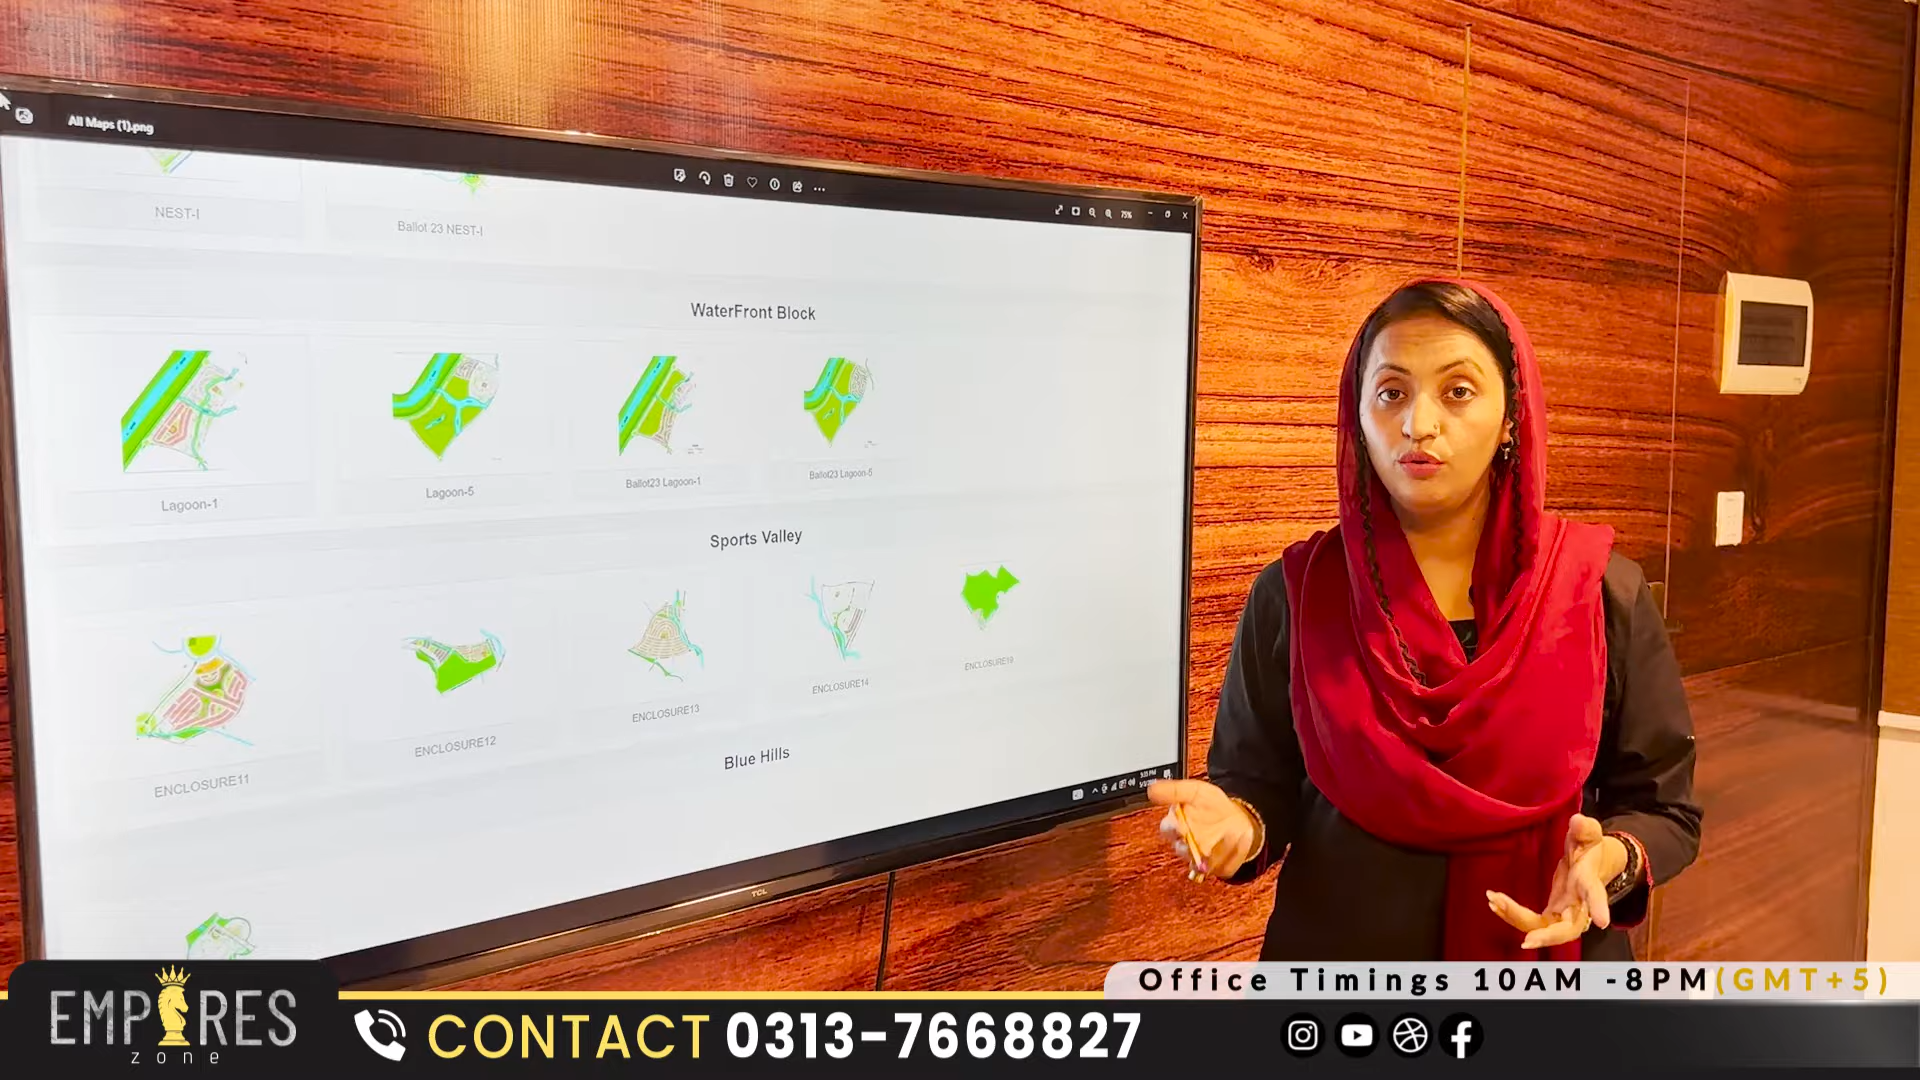 All Maps (1).png
75%
NEST-I
Ballot 23 NEST-I
WaterFront Block
Lagoon-1
Lagoon-5
Ballot23 Lagoon-1
Ballot23 Lagoon-5
Sports Valley
ENCLOSURE11
ENCLOSURE12
ENCLOSURE13
ENCLOSURE14
Blue Hills
TCL
Office Timings 10AM -8PM(GMT+5)
EMPIRES
zone
CONTACT 0313-7668827